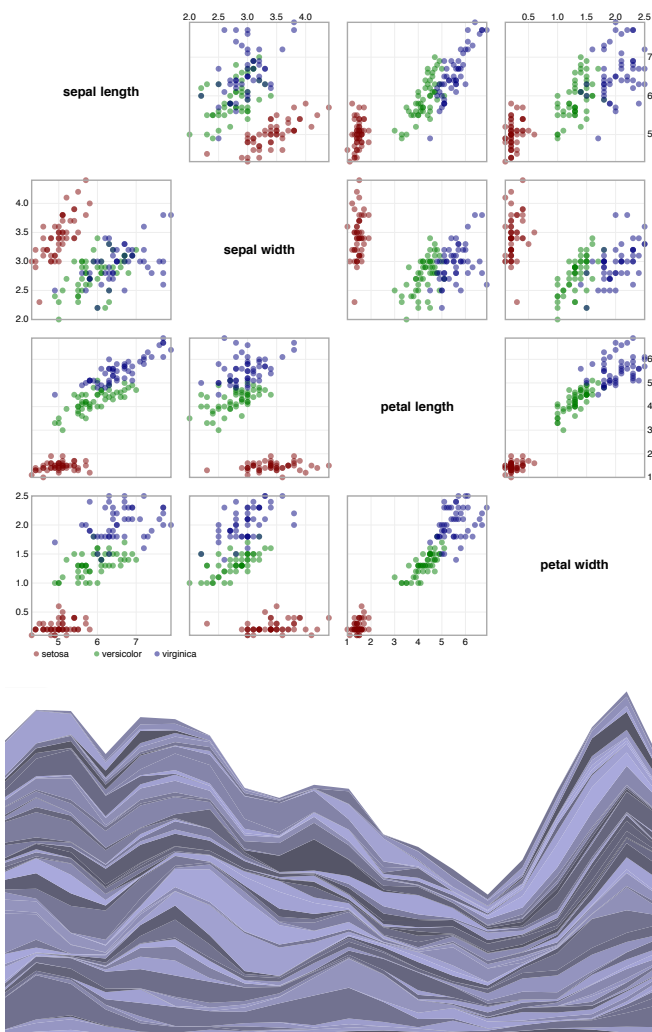 2.0 2.5 3.0 3.5 4.0
0.5 1.0 1.5 2.0 2.5
sepal length
7
6
5
4.0
3.5
3.0
2.5
2.0
sepal width
petal length
6
5
4
3
2
1
2.5
2.0
1.5
1.0
0.5
petal width
5 6 7
1 2 3 4 5 6
setosa versicolor virginica